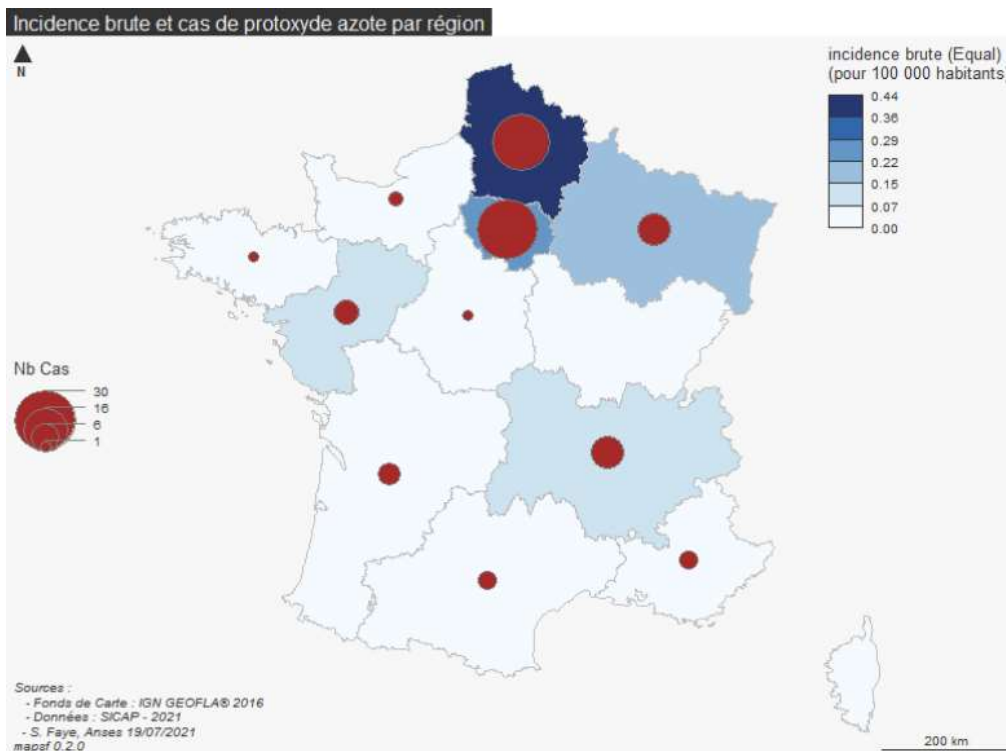 Incidence brute et cas de protoxyde azote par région
N
incidence brute (Equal)
(pour 100 000 habitants
0.44
0.36
0.29
0.22
0.15
0.07
0.00
Nb Cas
30
16
6
1
Sources :
- Fonds de Carte : IGN GEOFLA® 2016
- Données : SICAP - 2021
- S. Faye, Anses 19/07/2021
mapsf 0.2.0
200 km